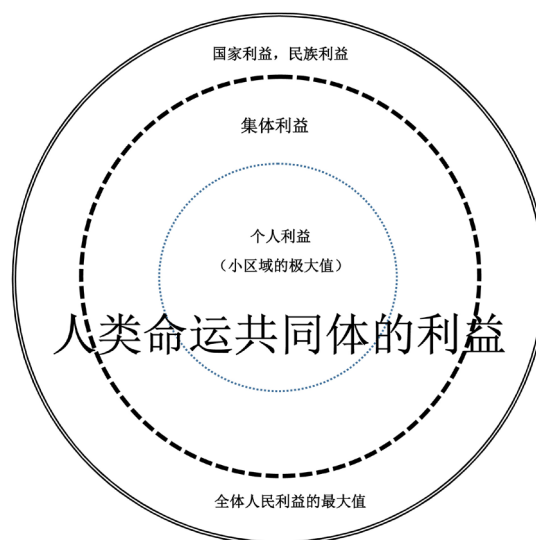 国家利益，民族利益
集体利益
个人利益
（小区域的极大值）
人类命运共同体的利益
全体人民利益的最大值